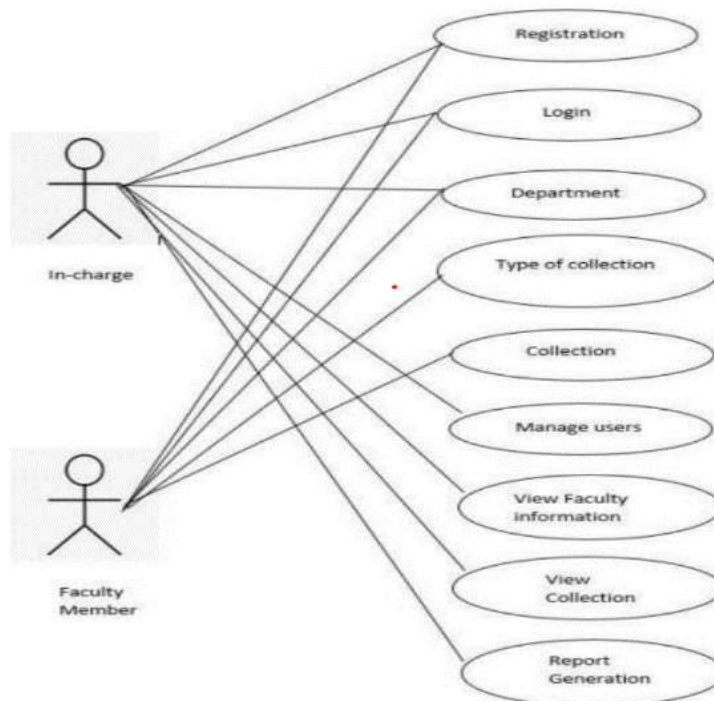 Registration
Login
Department
Type of collection
In-charge
Collection
Manage users
View Faculty
information
View
Collection
Faculty
Member
Report
Generation